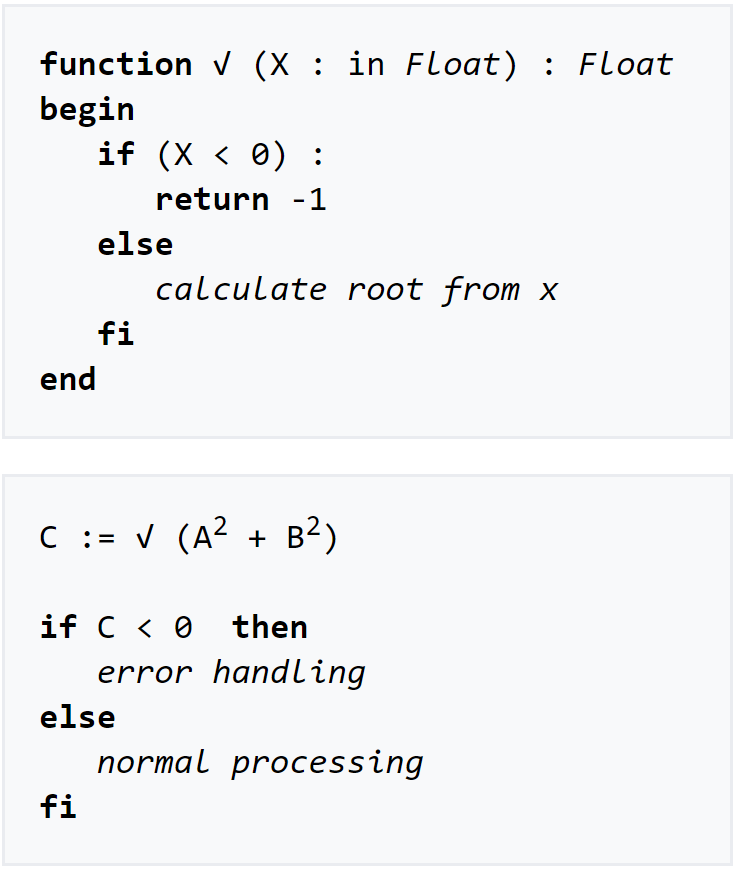 function √ (X : in Float) : Float
begin
if (X < 0) :
return -1
else
calculate root from x
fi
end
C := √ (A² + B²)
if C < 0 then
error handling
else
normal processing
fi